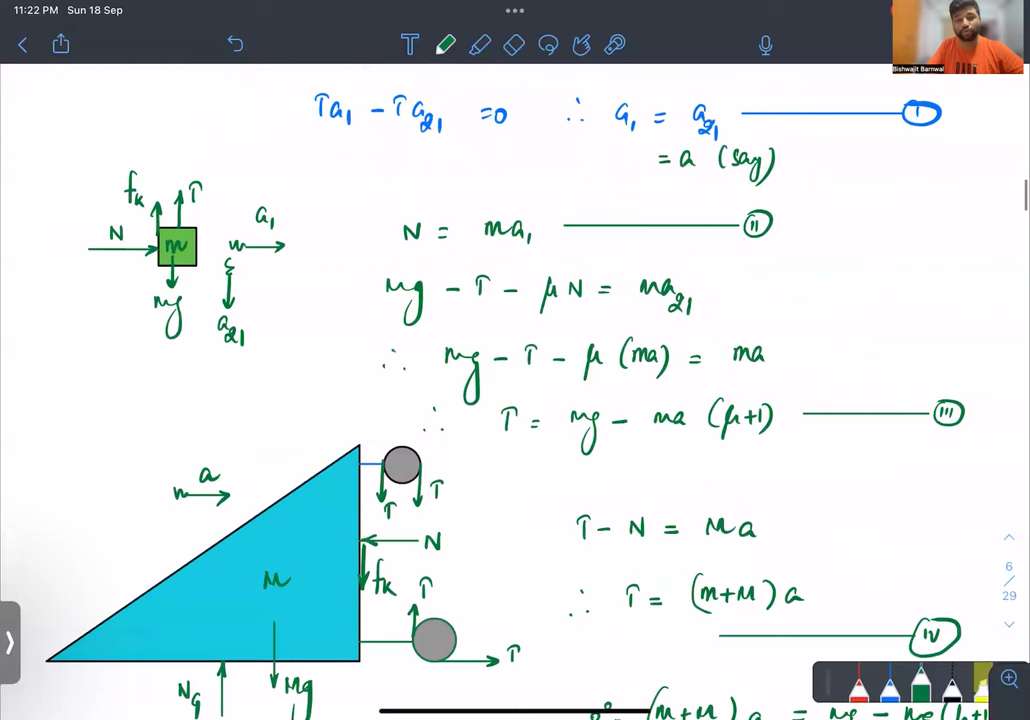 11:22 PM Sun 18 Sep
Bishwajit Barnwal
Ta₁ - Ta₂₁ = 0 ∴ a₁ = a₂₁ I
= a (say)
fk T
N m a₁
mg a₂₁
N = ma₁ II
mg - T - μN = ma₂₁
∴ mg - T - μ(ma) = ma
∴ T = mg - ma (μ+1) III
a
T T
N
M fk T
T
Ng Mg
T - N = Ma
∴ T = (m+M) a
IV
(m+M) a = mg -
6
/
29